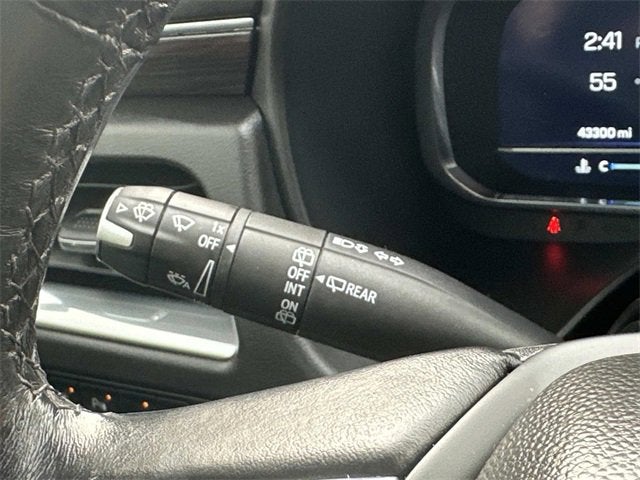 2:41
55
43300 mi
C
1x
OFF
A
OFF
INT
ON
REAR